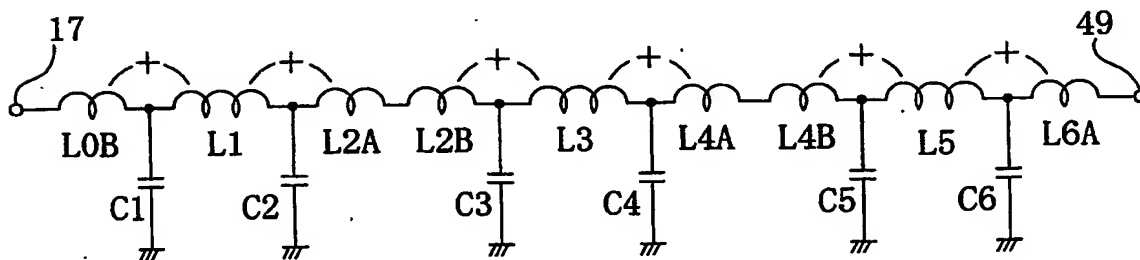 17 49
+ + + + + +
L0B L1 L2A L2B L3 L4A L4B L5 L6A
C1 C2 C3 C4 C5 C6